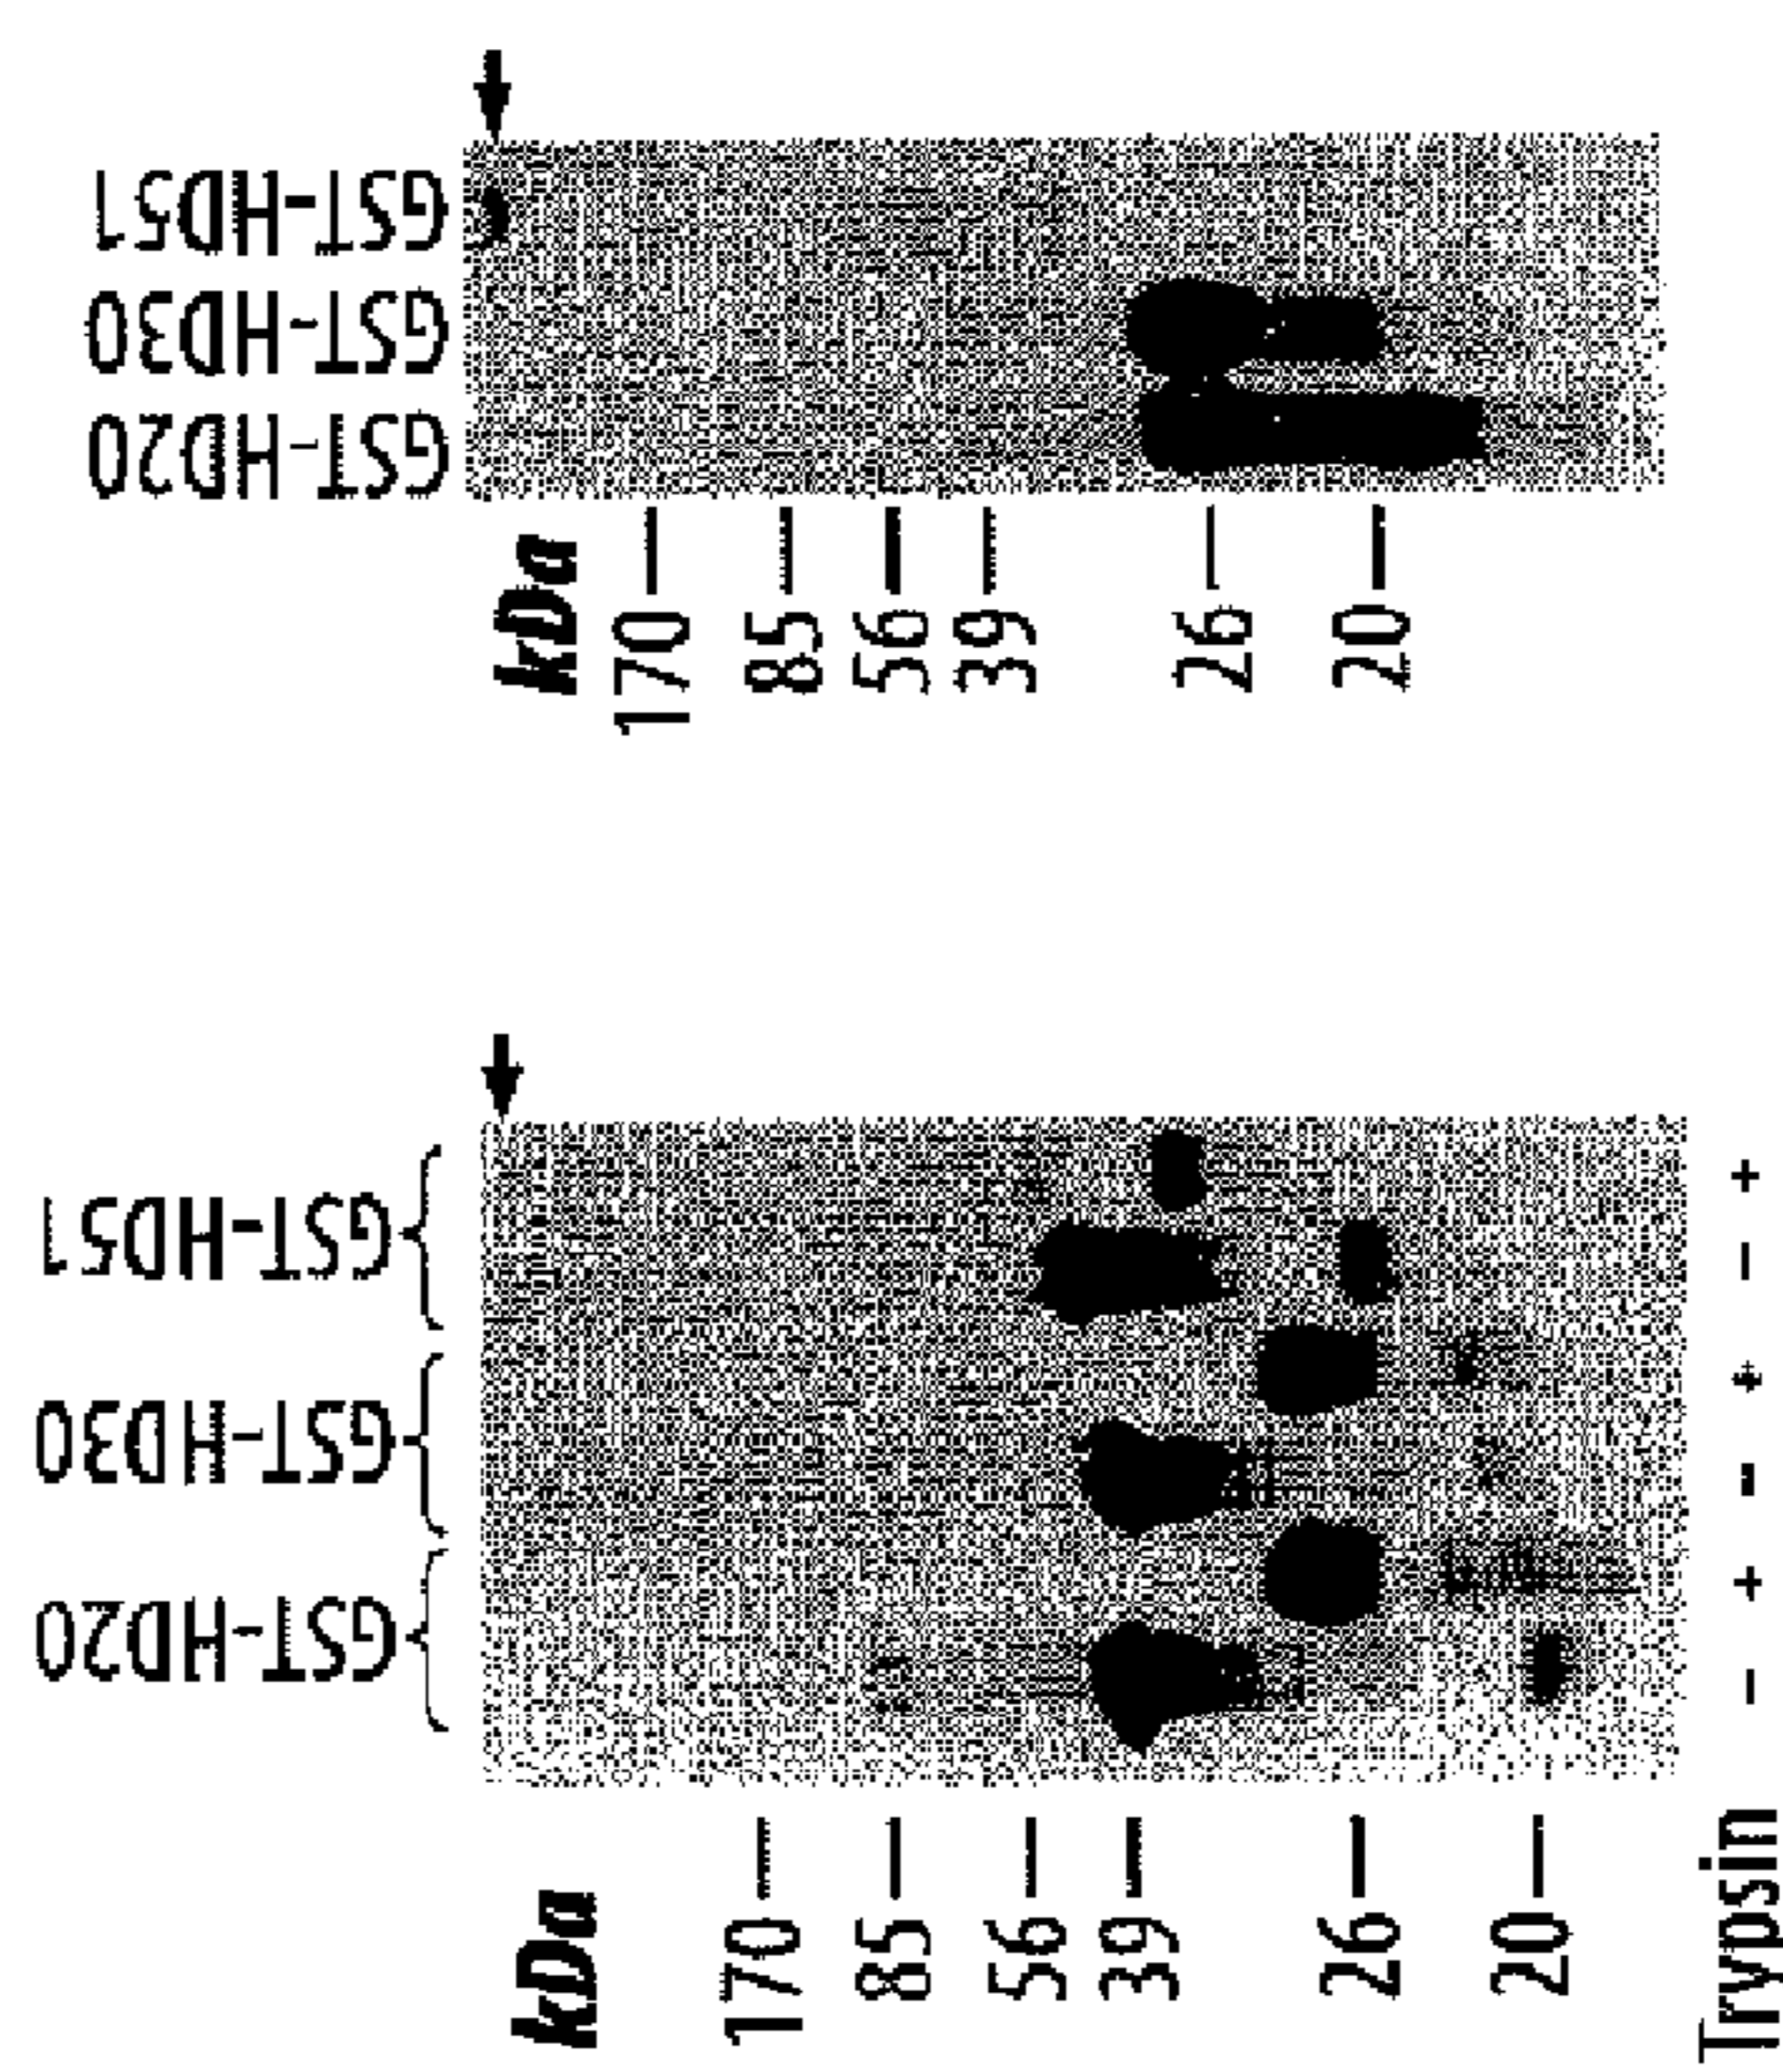 GST-HD20 GST-HD30 GST-HD51
kDa
170
85
56
39
26
20
Trypsin - + - + - +
GST-HD20
GST-HD30
GST-HD51
kDa
170
85
56
39
26
20